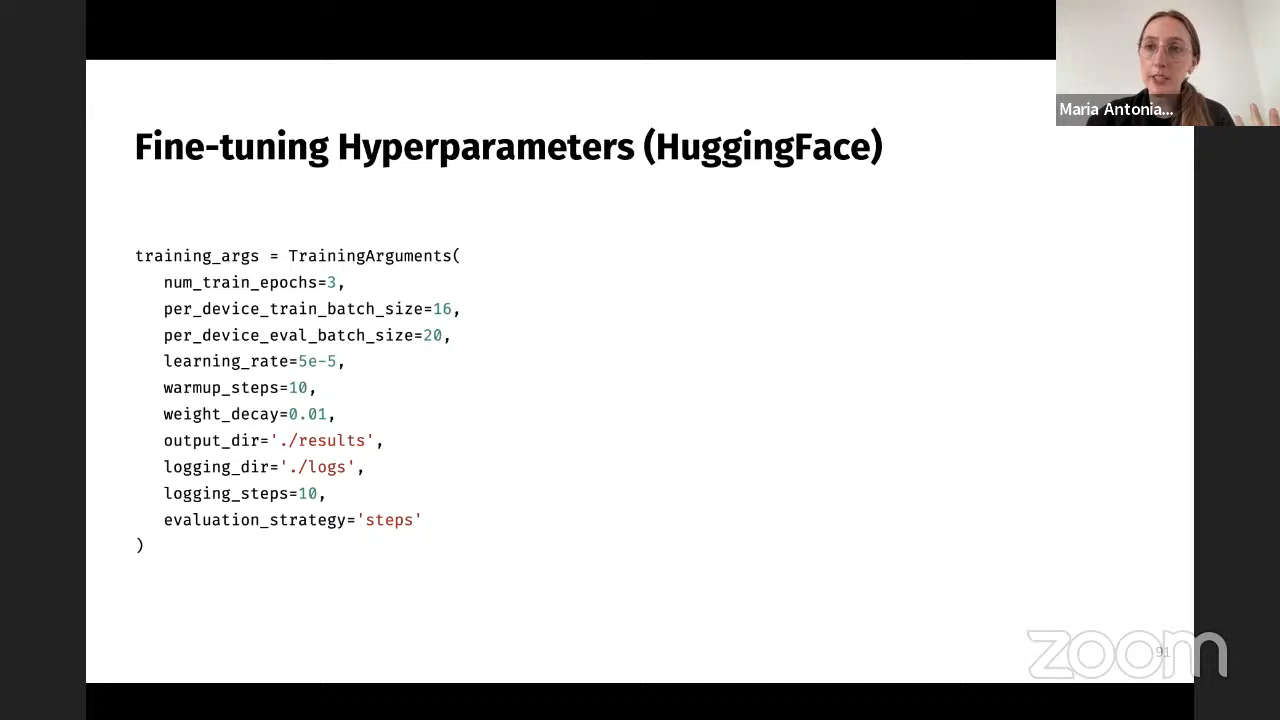 Maria Antonia...
Fine-tuning Hyperparameters (HuggingFace)
training_args = TrainingArguments(
   num_train_epochs=3,
   per_device_train_batch_size=16,
   per_device_eval_batch_size=20,
   learning_rate=5e-5,
   warmup_steps=10,
   weight_decay=0.01,
   output_dir='./results',
   logging_dir='./logs',
   logging_steps=10,
   evaluation_strategy='steps'
)
91
zoom